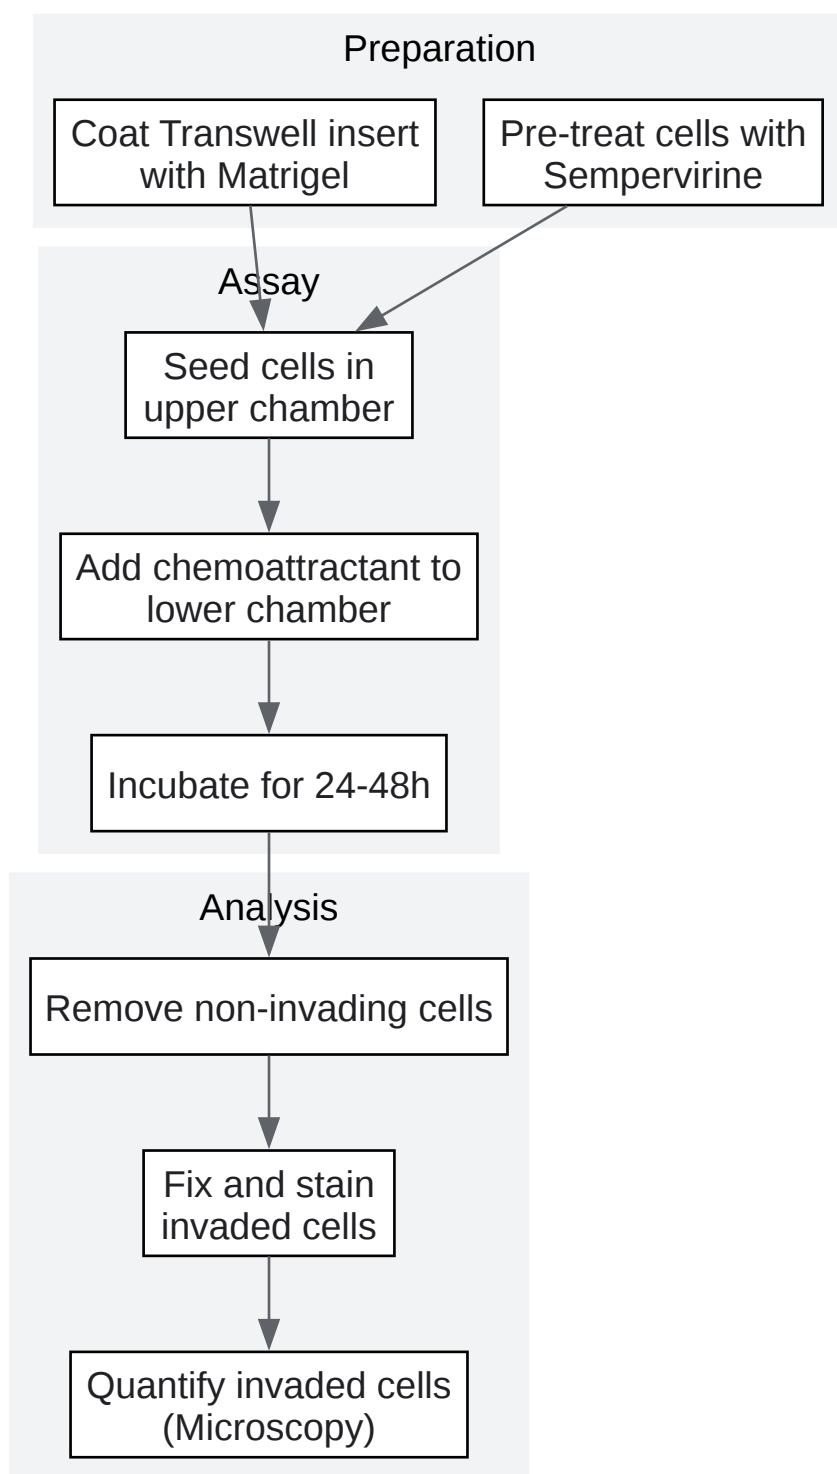 Preparation
Coat Transwell insert
with Matrigel
Pre-treat cells with
Sempervirine
Assay
Seed cells in
upper chamber
Add chemoattractant to
lower chamber
Incubate for 24-48h
Analysis
Remove non-invading cells
Fix and stain
invaded cells
Quantify invaded cells
(Microscopy)